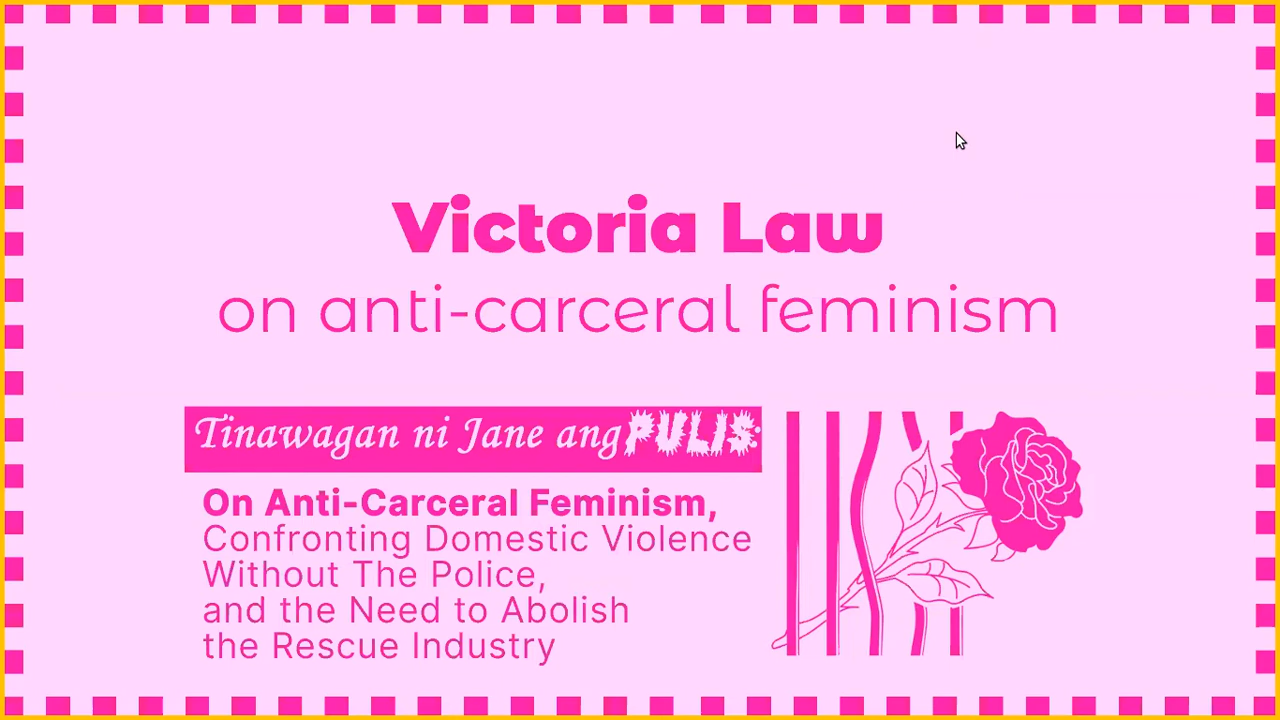 Victoria Law
on anti-carceral feminism
Tinawagan ni Jane ang PULIS:
On Anti-Carceral Feminism,
Confronting Domestic Violence
Without The Police,
and the Need to Abolish
the Rescue Industry